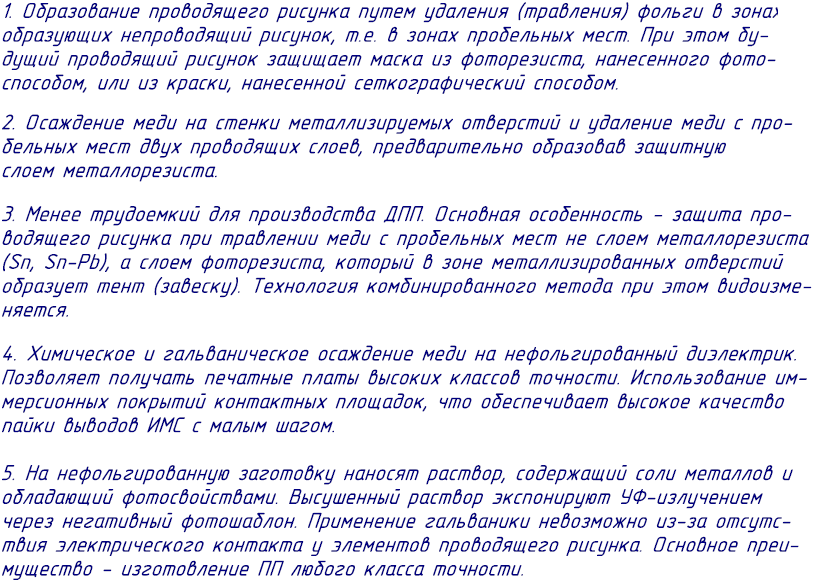 1. Образование проводящего рисунка путем удаления (травления) фольги в зонах
образующих непроводящий рисунок, т.е. в зонах пробельных мест. При этом бу-
дущий проводящий рисунок защищает маска из фоторезиста, нанесенного фото-
способом, или из краски, нанесенной сеткографический способом.
2. Осаждение меди на стенки металлизируемых отверстий и удаление меди с про-
бельных мест двух проводящих слоев, предварительно образовав защитную
слоем металлорезиста.
3. Менее трудоемкий для производства ДПП. Основная особенность - защита про-
водящего рисунка при травлении меди с пробельных мест не слоем металлорезиста
(Sn, Sn-Pb), а слоем фоторезиста, который в зоне металлизированных отверстий
образует тент (завеску). Технология комбинированного метода при этом видоизме-
няется.
4. Химическое и гальваническое осаждение меди на нефольгированный диэлектрик.
Позволяет получать печатные платы высоких классов точности. Использование им-
мерсионных покрытий контактных площадок, что обеспечивает высокое качество
пайки выводов ИМС с малым шагом.
5. На нефольгированную заготовку наносят раствор, содержащий соли металлов и
обладающий фотосвойствами. Высушенный раствор экспонируют УФ-излучением
через негативный фотошаблон. Применение гальваники невозможно из-за отсутс-
твия электрического контакта у элементов проводящего рисунка. Основное преи-
мущество - изготовление ПП любого класса точности.